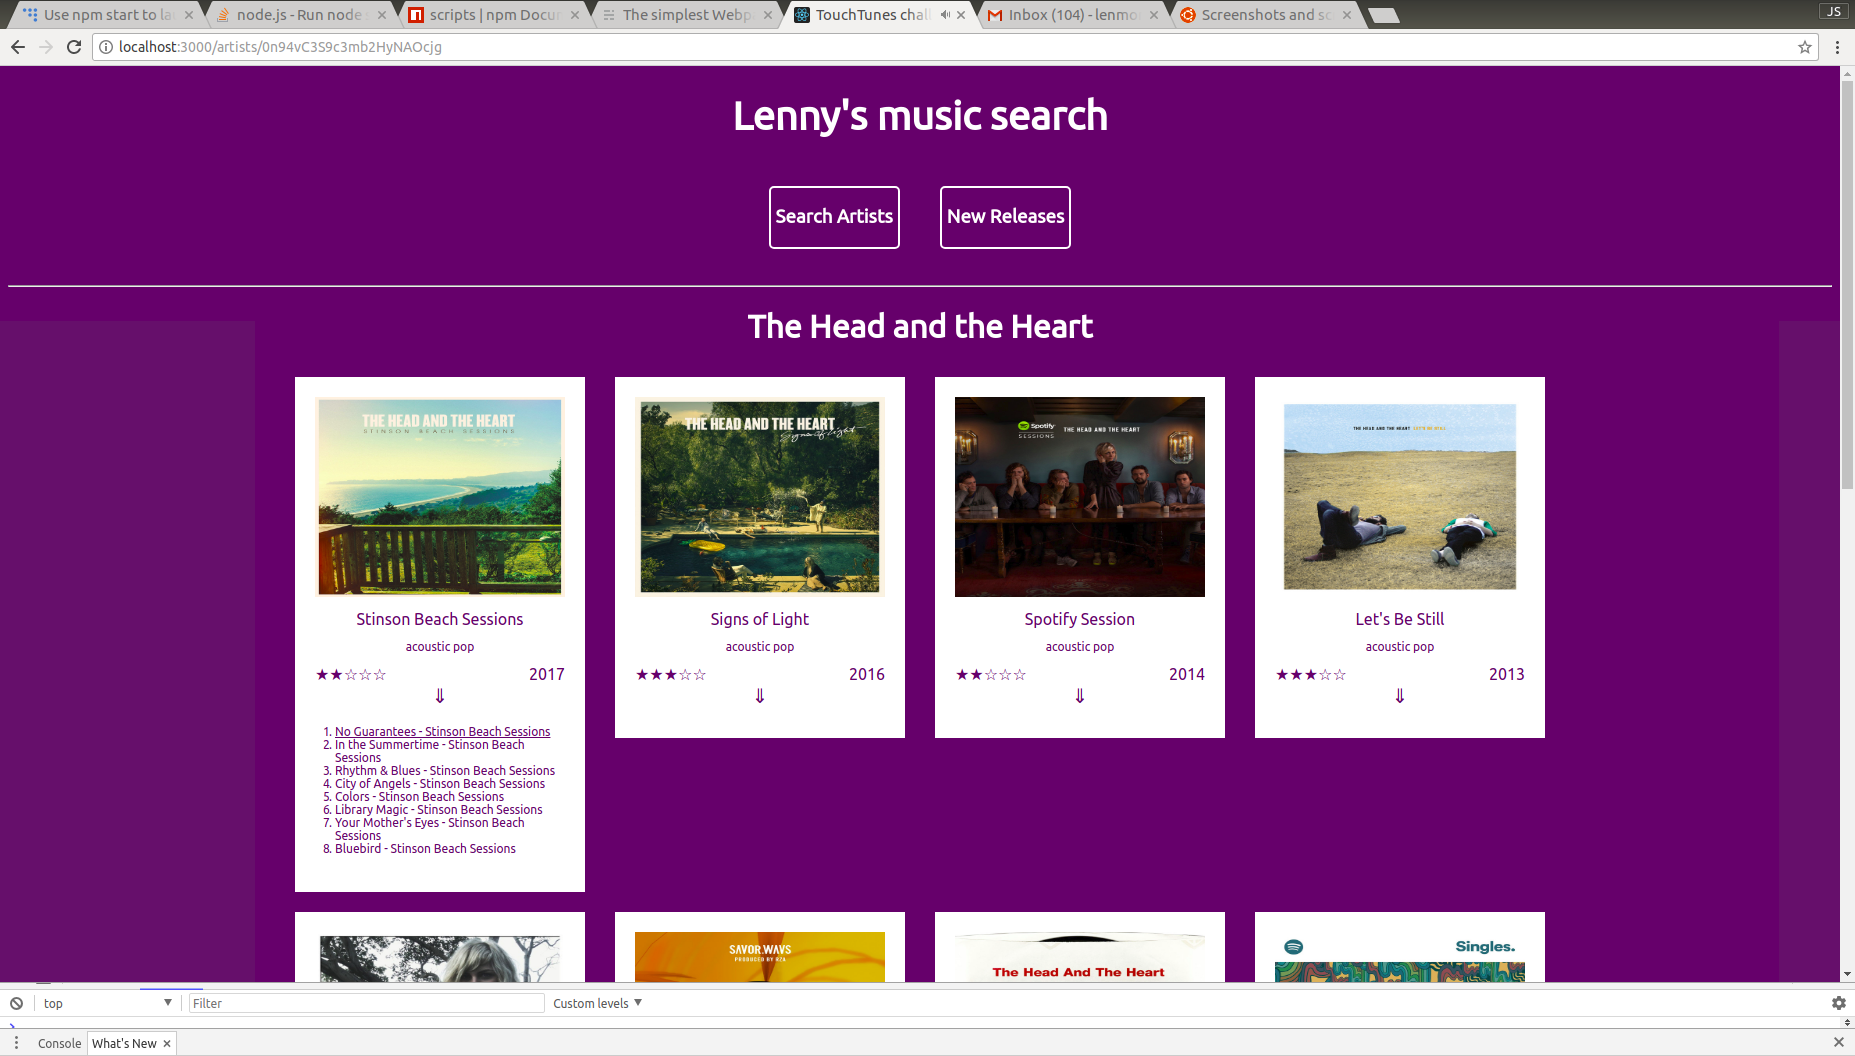 Use npm start to la
node.js - Run node
scripts | npm Docu
The simplest Webp
TouchTunes chall
Inbox (104) - lenmo
Screenshots and sc
JS
localhost:3000/artists/0n94vC3S9c3mb2HyNAOcjg
Lenny's music search
Search Artists
New Releases
The Head and the Heart
THE HEAD AND THE HEART
STINSON BEACH SESSIONS
Stinson Beach Sessions
acoustic pop
★★☆☆☆ 2017
⇓
1. No Guarantees - Stinson Beach Sessions
2. In the Summertime - Stinson Beach
Sessions
3. Rhythm & Blues - Stinson Beach Sessions
4. City of Angels - Stinson Beach Sessions
5. Colors - Stinson Beach Sessions
6. Library Magic - Stinson Beach Sessions
7. Your Mother's Eyes - Stinson Beach
Sessions
8. Bluebird - Stinson Beach Sessions
THE HEAD AND THE HEART
Signs of Light
Signs of Light
acoustic pop
★★★☆☆ 2016
⇓
Spotify
SESSIONS
THE HEAD AND THE HEART
Spotify Session
acoustic pop
★★☆☆☆ 2014
⇓
THE HEAD AND THE HEART LET'S BE STILL
Let's Be Still
acoustic pop
★★★☆☆ 2013
⇓
SAVOR.WAVS
PRODUCED BY RZA
The Head And The Heart
Singles.
top
Filter
Custom levels
Console
What's New